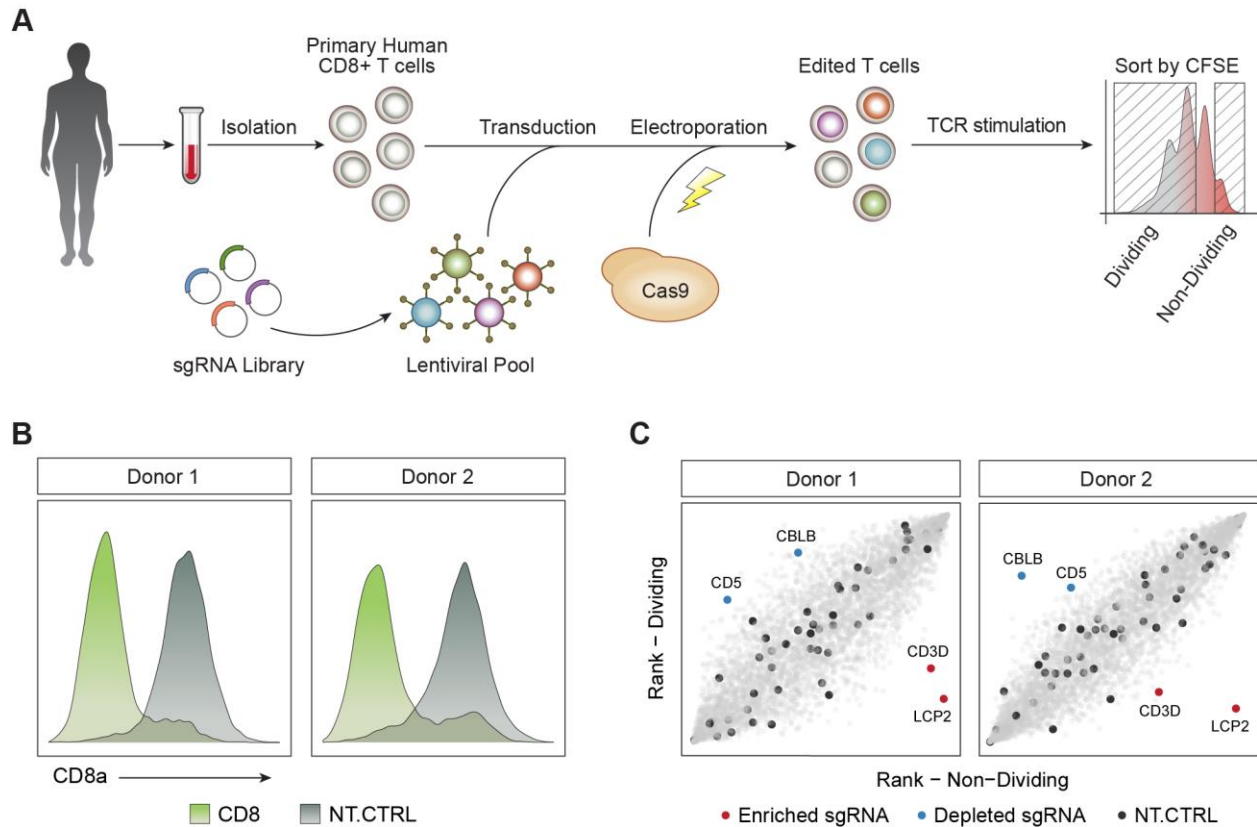 A
Primary Human
CD8+ T cells
Edited T cells
Sort by CFSE
Isolation
Transduction
Electroporation
TCR stimulation
Cas9
Dividing
Non-Dividing
sgRNA Library
Lentiviral Pool
B
Donor 1
Donor 2
CD8a
CD8
NT.CTRL
C
Donor 1
Donor 2
Rank – Dividing
CBLB
CD5
CD3D
LCP2
CBLB
CD5
CD3D
LCP2
Rank – Non-Dividing
Enriched sgRNA
Depleted sgRNA
NT.CTRL